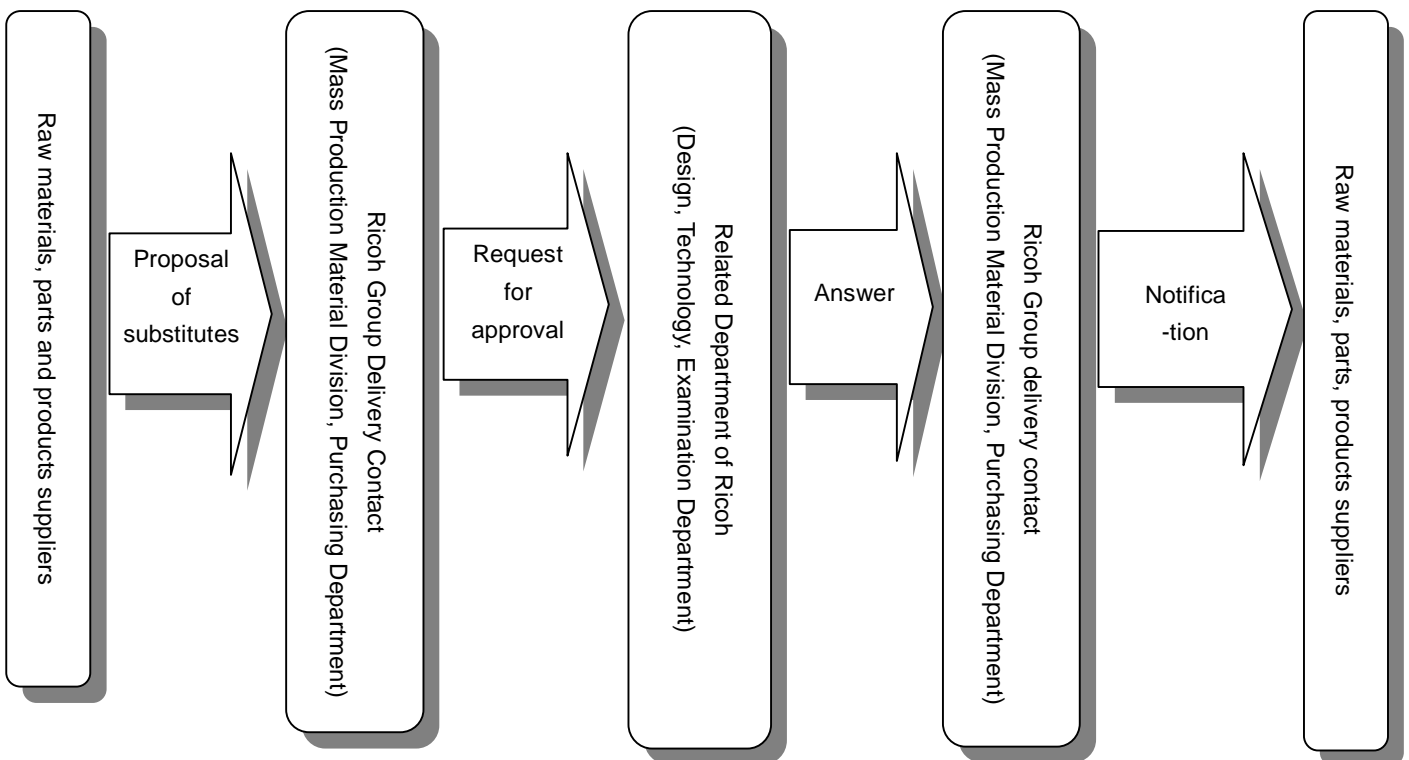 Raw materials, parts and products suppliers
Proposal
of
substitutes
Ricoh Group Delivery Contact
(Mass Production Material Division, Purchasing Department)
Request
for
approval
Related Department of Ricoh
(Design, Technology, Examination Department)
Answer
Ricoh Group delivery contact
(Mass Production Material Division, Purchasing Department)
Notifica
-tion
Raw materials, parts, products suppliers